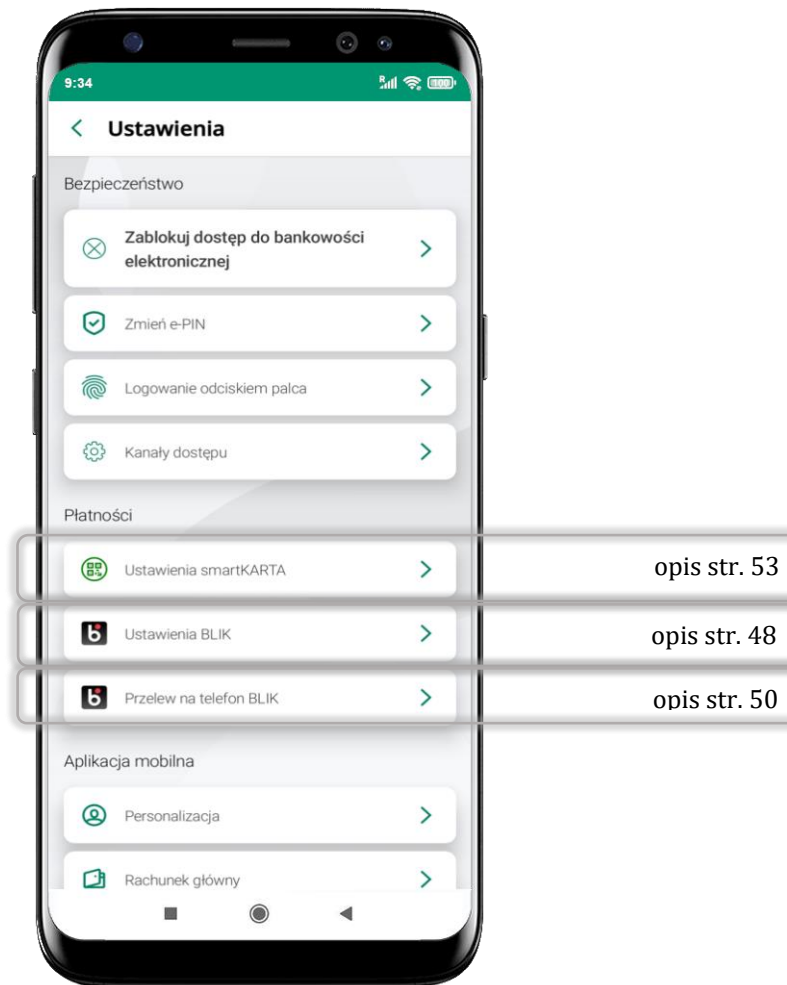 9:34
R
100
Ustawienia
Bezpieczeństwo
Zablokuj dostęp do bankowości
elektronicznej
Zmień e-PIN
Logowanie odciskiem palca
Kanały dostępu
Płatności
Ustawienia smartKARTA
opis str. 53
Ustawienia BLIK
opis str. 48
Przelew na telefon BLIK
opis str. 50
Aplikacja mobilna
Personalizacja
Rachunek główny